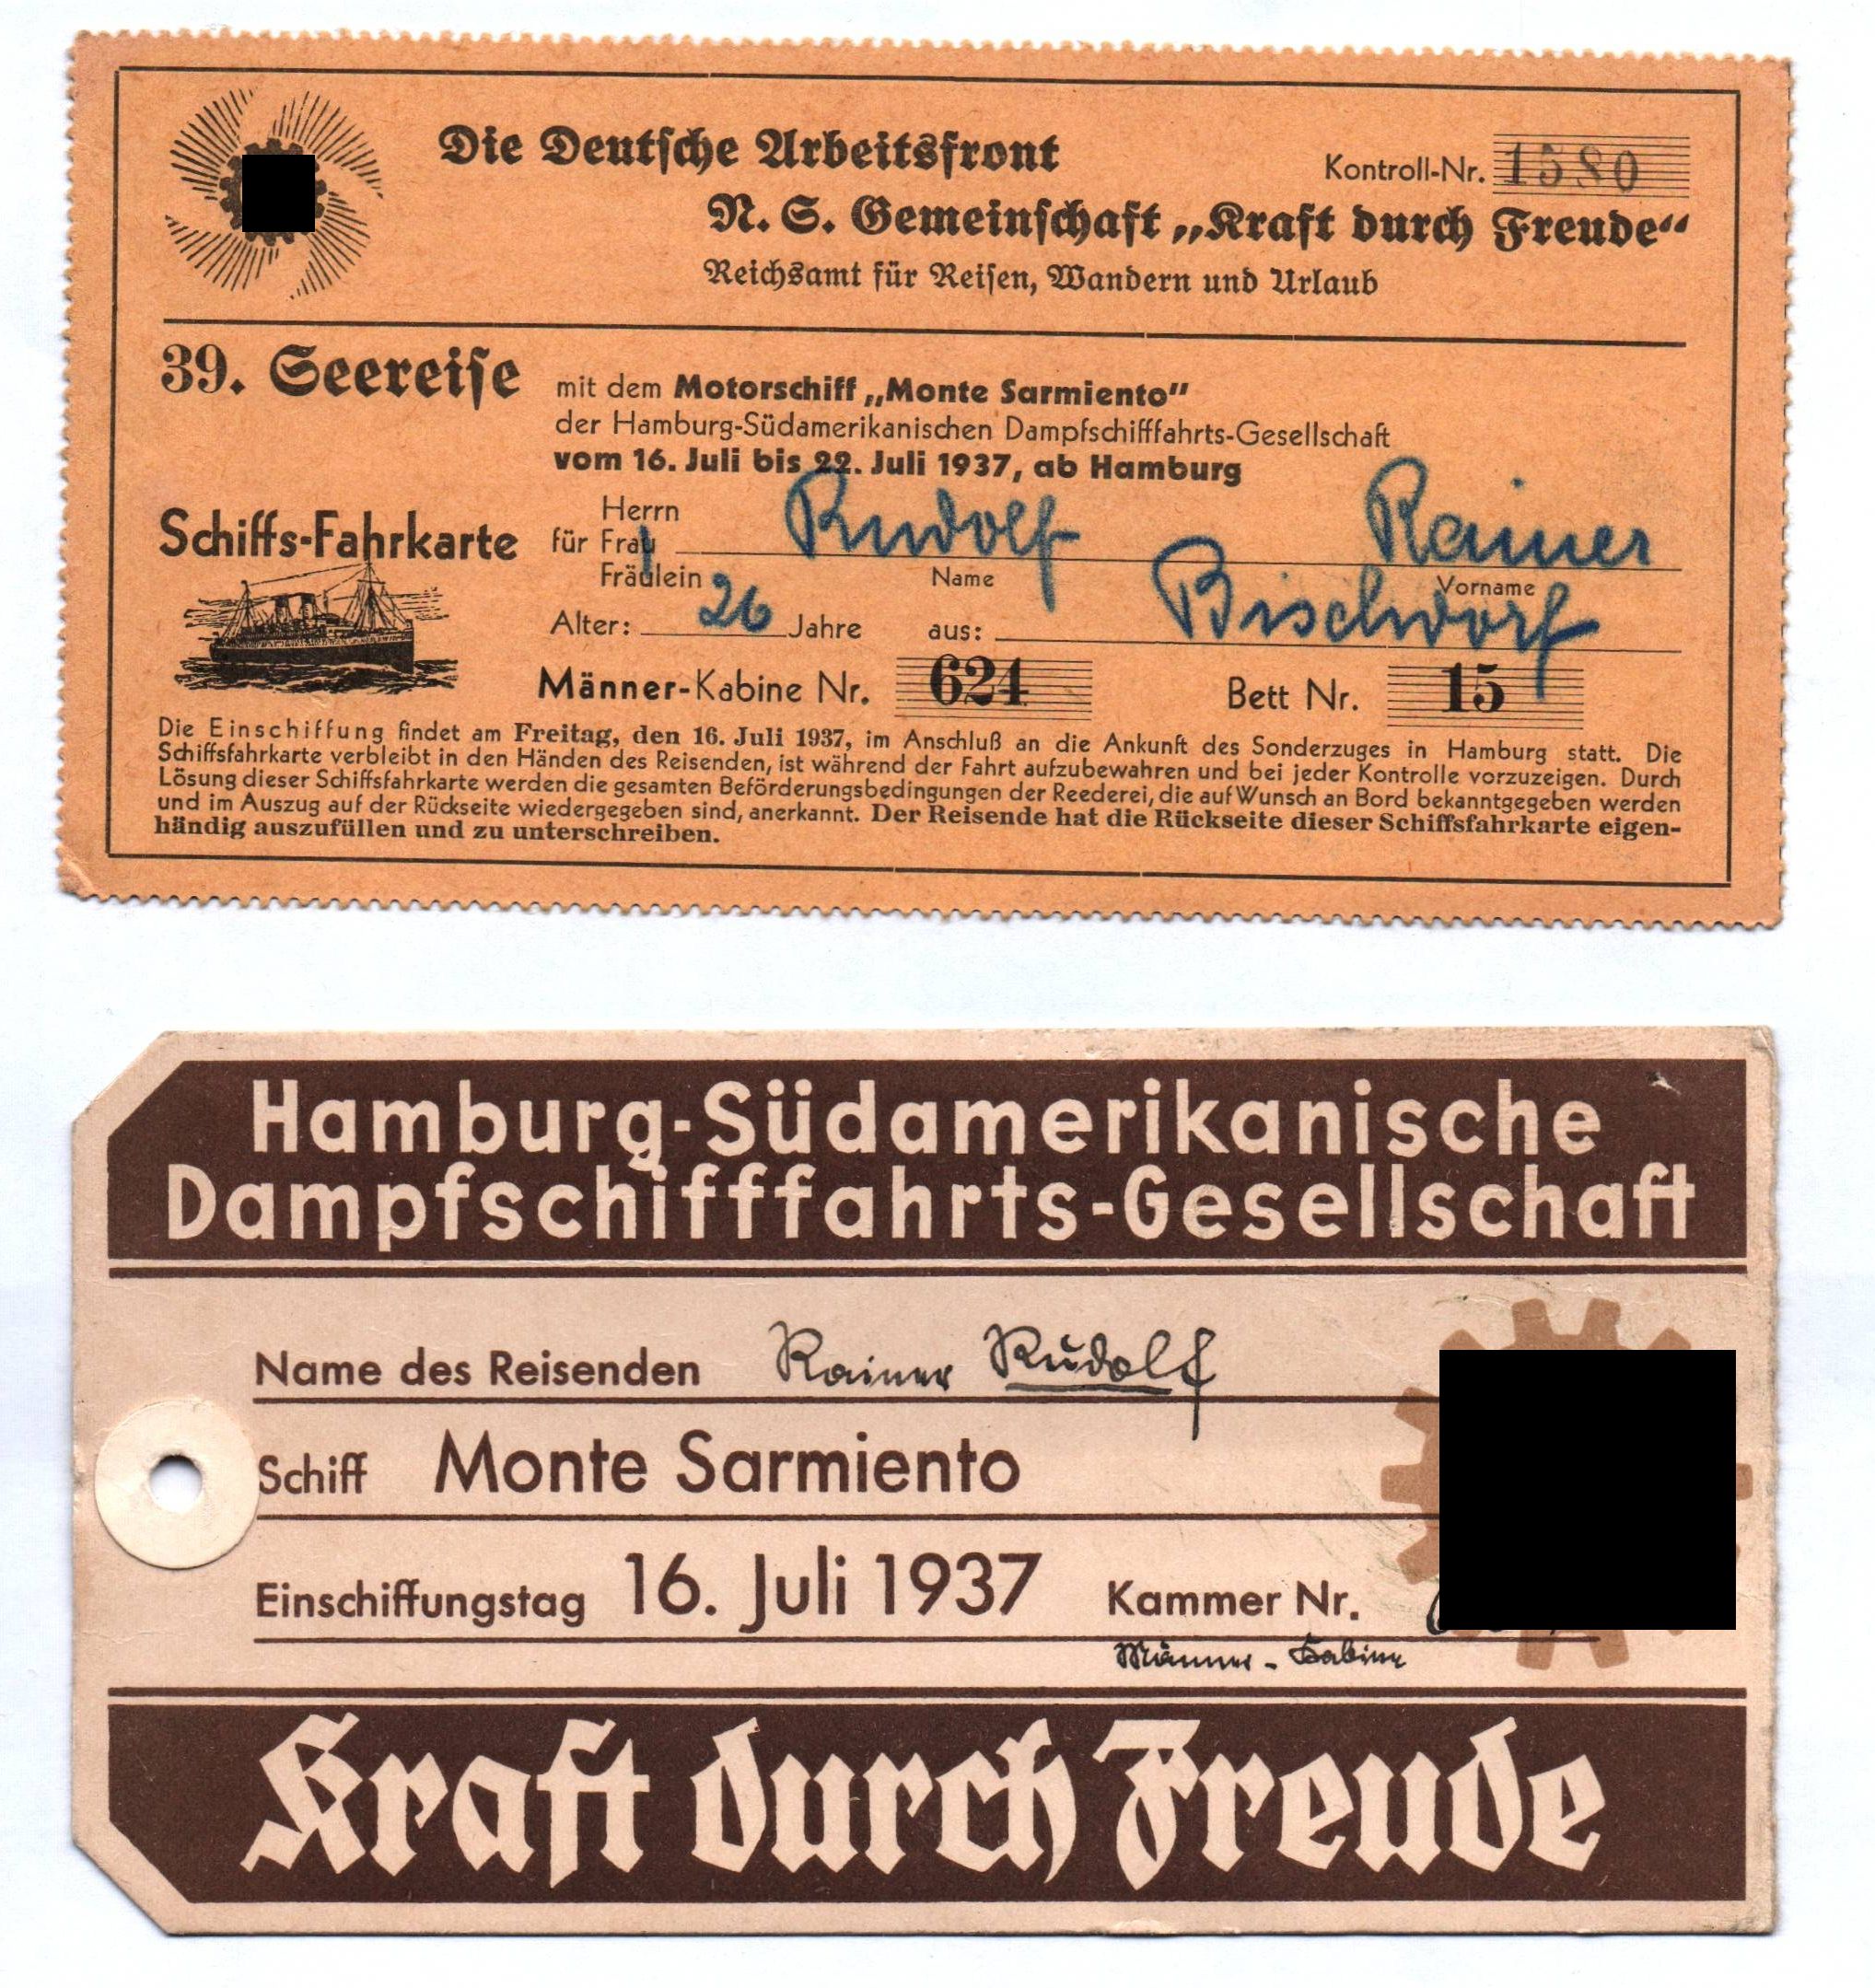 Die Deutsche Arbeitsfront
Kontroll-Nr. 1580
N. S. Gemeinschaft „Kraft durch Freude“
Reichsamt für Reisen, Wandern und Urlaub
39. Seereise
mit dem Motorschiff „Monte Sarmiento“
der Hamburg-Südamerikanischen Dampfschifffahrts-Gesellschaft
vom 16. Juli bis 22. Juli 1937, ab Hamburg
Schiffs-Fahrkarte
Herrn
für Frau Rudolf Rainer
Fräulein Name Vorname
Alter: 26 Jahre aus: Bischdorf
Männer-Kabine Nr. 624 Bett Nr. 15
Die Einschiffung findet am Freitag, den 16. Juli 1937, im Anschluß an die Ankunft des Sonderzuges in Hamburg statt. Die
Schiffsfahrkarte verbleibt in den Händen des Reisenden, ist während der Fahrt aufzubewahren und bei jeder Kontrolle vorzuzeigen. Durch
Lösung dieser Schiffsfahrkarte werden die gesamten Beförderungsbedingungen der Reederei, die auf Wunsch an Bord bekanntgegeben werden
und im Auszug auf der Rückseite wiedergegeben sind, anerkannt. Der Reisende hat die Rückseite dieser Schiffsfahrkarte eigen-
händig auszufüllen und zu unterschreiben.
Hamburg-Südamerikanische
Dampfschifffahrts-Gesellschaft
Name des Reisenden Rainer Rudolf
Schiff Monte Sarmiento
Einschiffungstag 16. Juli 1937 Kammer Nr.
Männer-Kabine
Kraft durch Freude